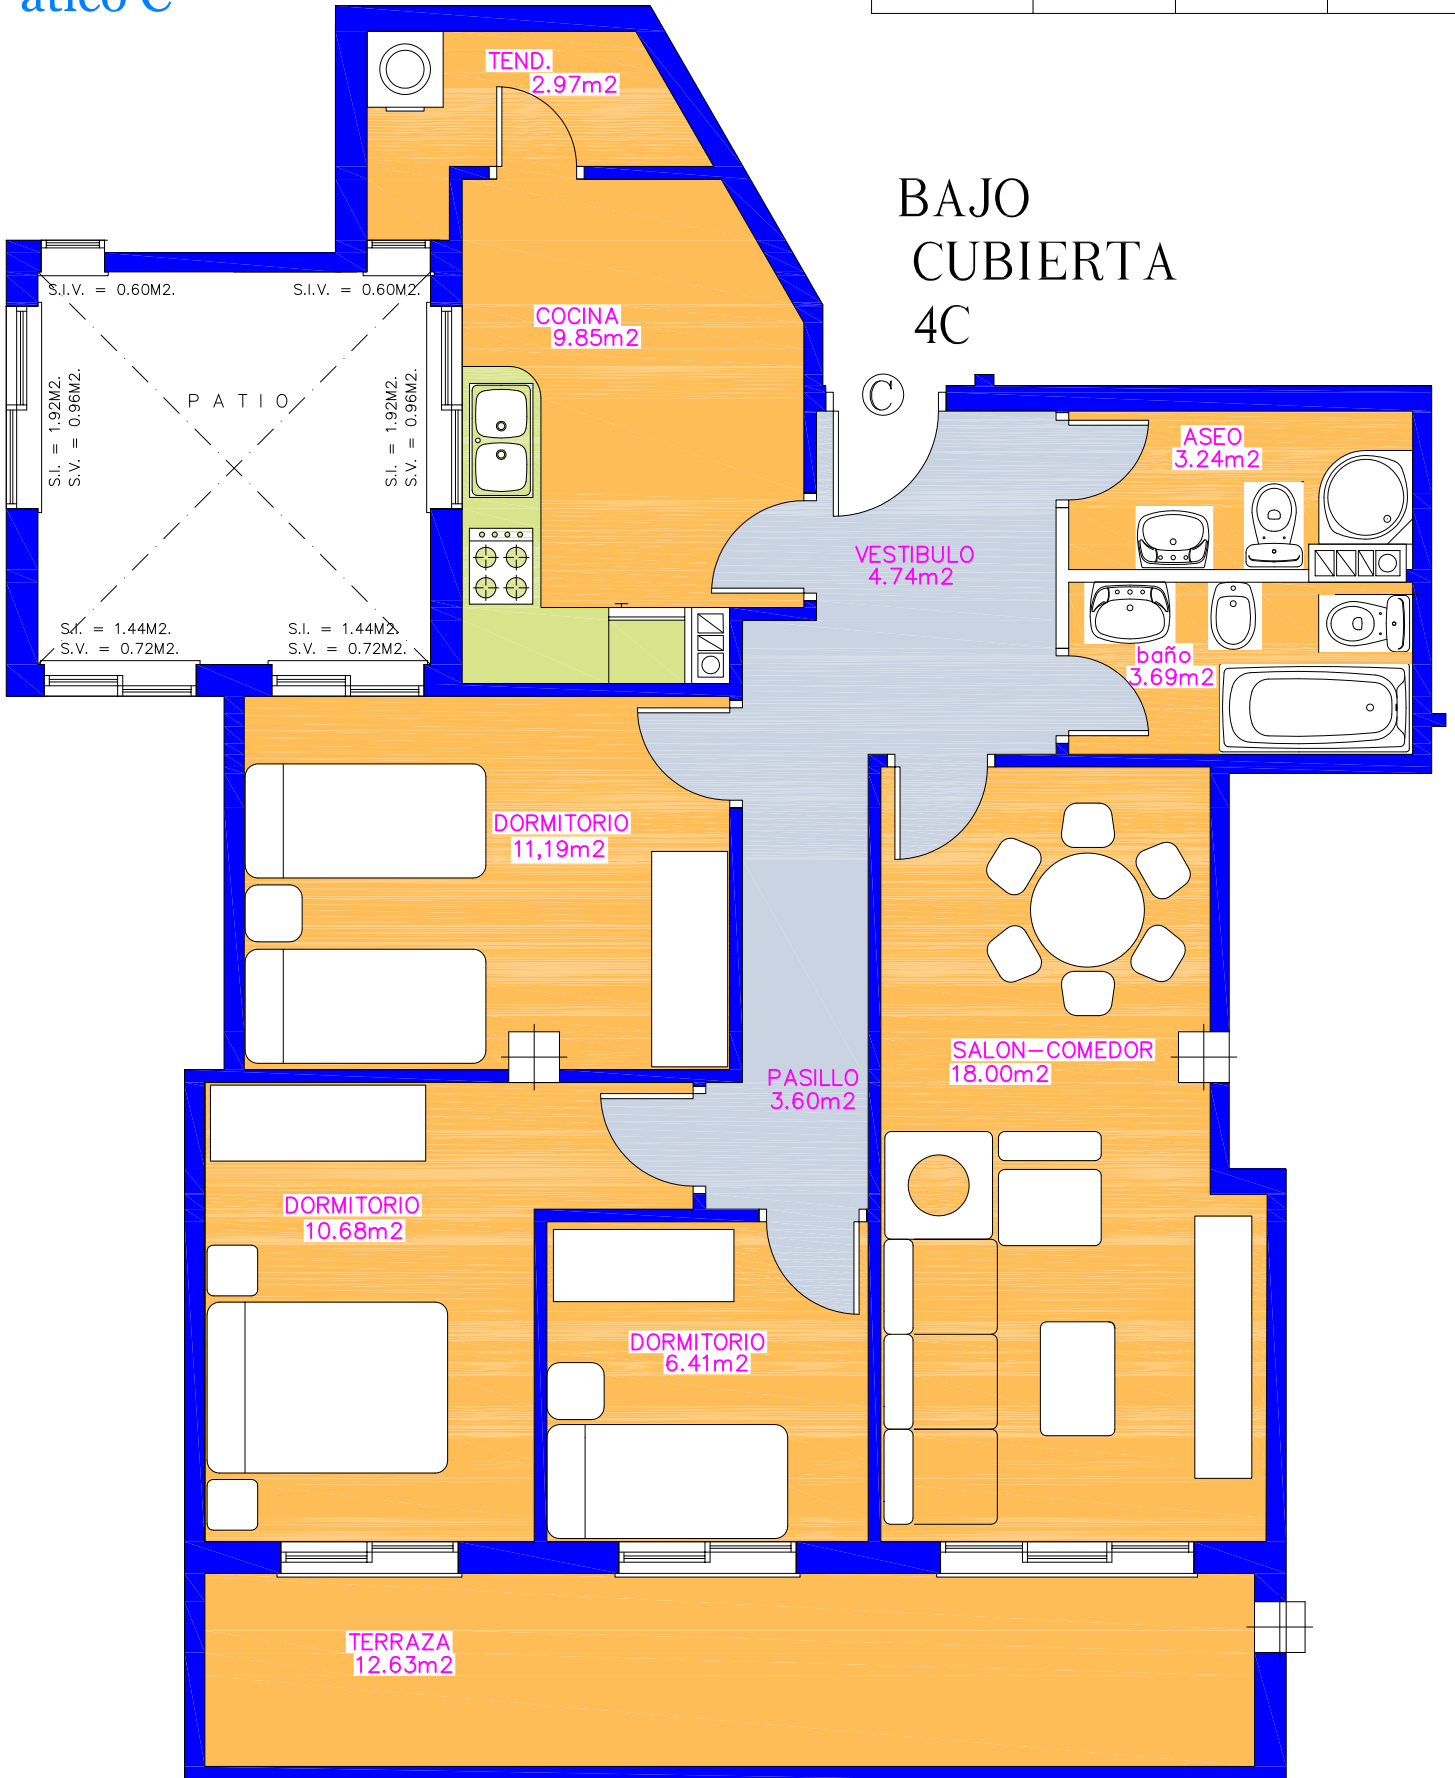 ático C
TEND.
2.97m2
BAJO
CUBIERTA
4C
S.I.V. = 0.60M2.
S.I.V. = 0.60M2.
COCINA
9.85m2
C
PATIO
S.I. = 1.92M2.
S.V. = 0.96M2.
S.I. = 1.92M2.
S.V. = 0.96M2.
ASEO
3.24m2
VESTIBULO
4.74m2
S.I. = 1.44M2.
S.V. = 0.72M2.
S.I. = 1.44M2.
S.V. = 0.72M2.
baño
3.69m2
DORMITORIO
11,19m2
SALON-COMEDOR
18.00m2
PASILLO
3.60m2
DORMITORIO
10.68m2
DORMITORIO
6.41m2
TERRAZA
12.63m2